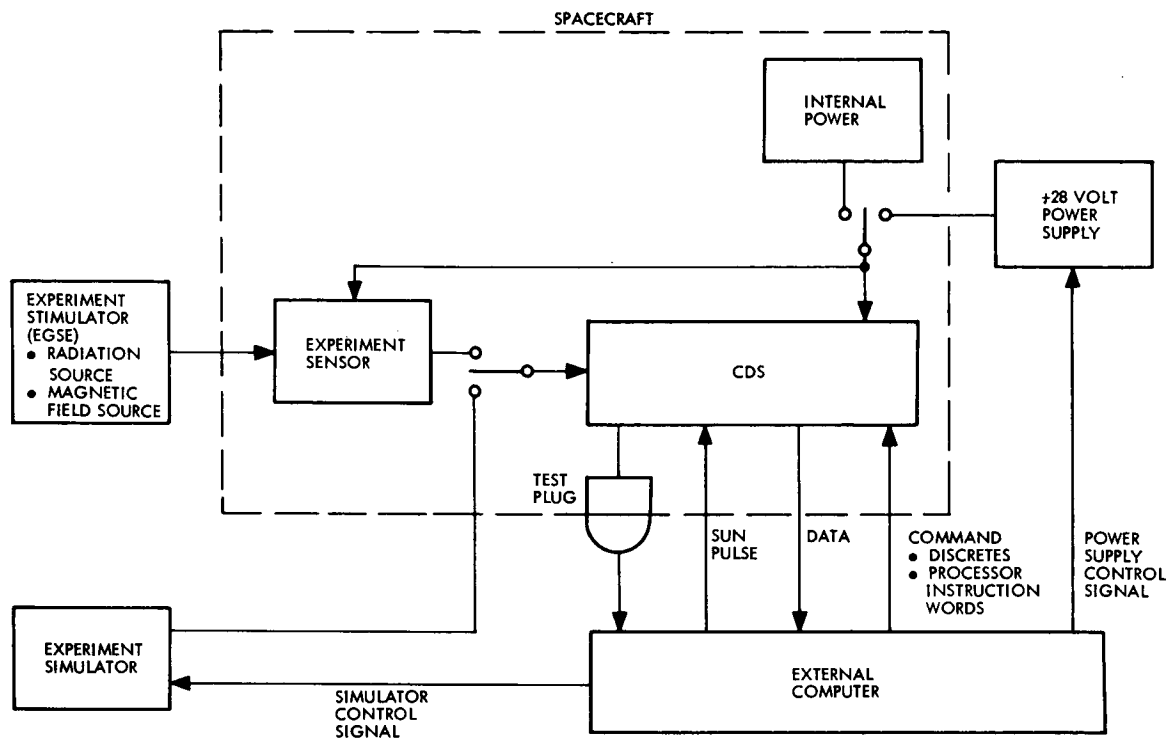 SPACECRAFT
INTERNAL
POWER
+28 VOLT
POWER
SUPPLY
EXPERIMENT
STIMULATOR
(EGSE)
● RADIATION
SOURCE
● MAGNETIC
FIELD SOURCE
EXPERIMENT
SENSOR
CDS
TEST
PLUG
SUN
PULSE
DATA
COMMAND
● DISCRETES
● PROCESSOR
INSTRUCTION
WORDS
POWER
SUPPLY
CONTROL
SIGNAL
EXPERIMENT
SIMULATOR
SIMULATOR
CONTROL
SIGNAL
EXTERNAL
COMPUTER